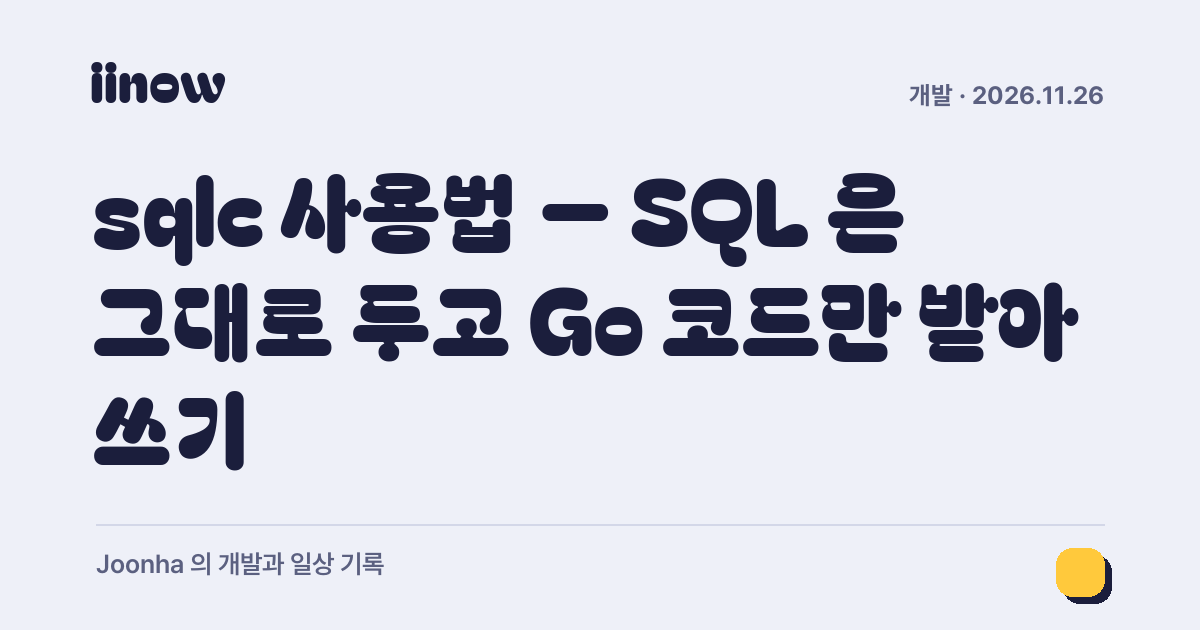 iinow
개발 · 2026.11.26
sqlc 사용법 — SQL 은
그대로 두고 Go 코드만 받아
쓰기
Joonha 의 개발과 일상 기록